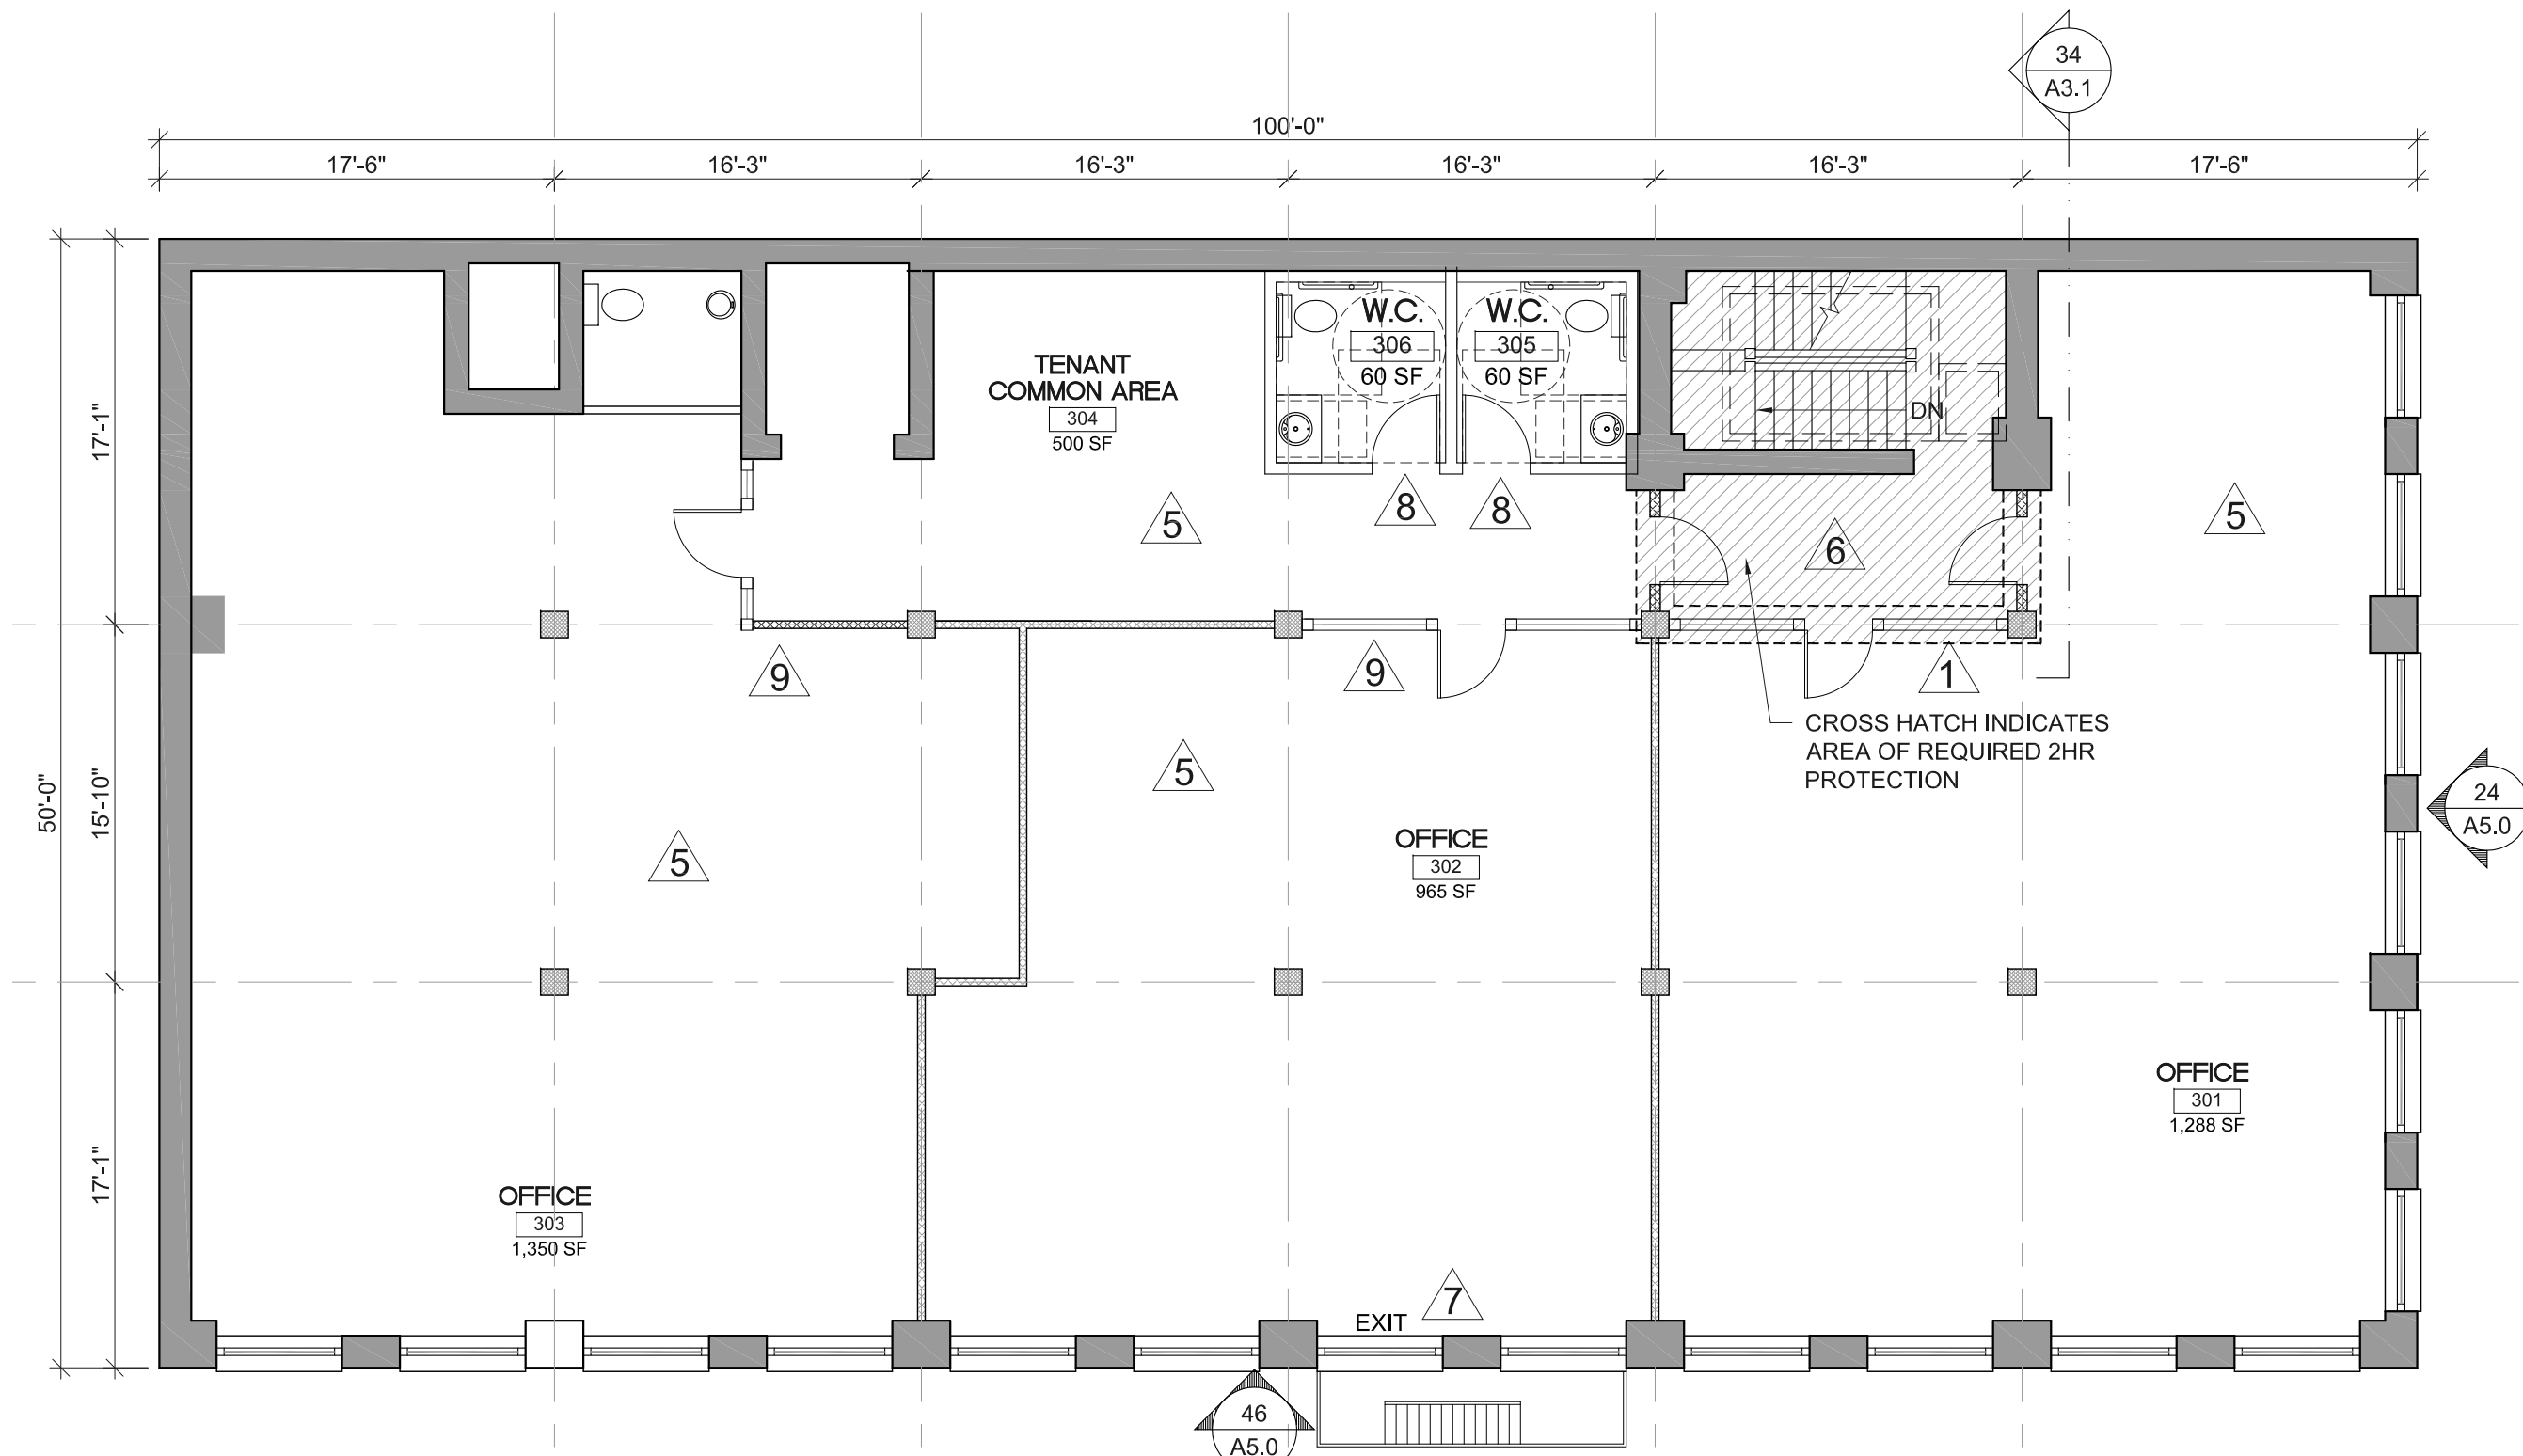 34
A3.1
100'-0"
17'-6"
16'-3"
16'-3"
16'-3"
16'-3"
17'-6"
50'-0"
17'-1"
15'-10"
17'-1"
TENANT
COMMON AREA
304
500 SF
W.C.
306
60 SF
W.C.
305
60 SF
DN
5
8
8
6
5
9
9
1
CROSS HATCH INDICATES
AREA OF REQUIRED 2HR
PROTECTION
5
5
24
A5.0
OFFICE
302
965 SF
OFFICE
301
1,288 SF
OFFICE
303
1,350 SF
EXIT
7
46
A5.0